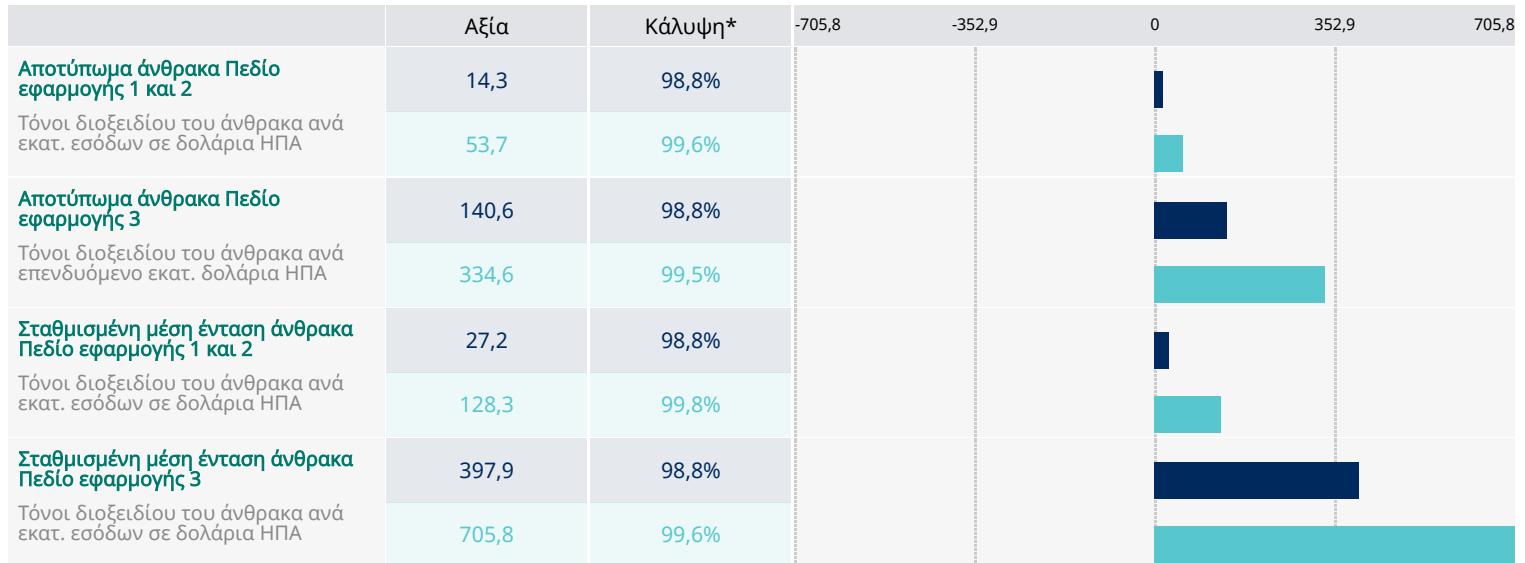 Αξία Κάλυψη* -705,8 -352,9 0 352,9 705,8
Αποτύπωμα άνθρακα Πεδίο
εφαρμογής 1 και 2
14,3 98,8%
Τόνοι διοξειδίου του άνθρακα ανά
εκατ. εσόδων σε δολάρια ΗΠΑ
53,7 99,6%
Αποτύπωμα άνθρακα Πεδίο
εφαρμογής 3
140,6 98,8%
Τόνοι διοξειδίου του άνθρακα ανά
επενδυόμενο εκατ. δολάρια ΗΠΑ
334,6 99,5%
Σταθμισμένη μέση ένταση άνθρακα
Πεδίο εφαρμογής 1 και 2
27,2 98,8%
Τόνοι διοξειδίου του άνθρακα ανά
εκατ. εσόδων σε δολάρια ΗΠΑ
128,3 99,8%
Σταθμισμένη μέση ένταση άνθρακα
Πεδίο εφαρμογής 3
397,9 98,8%
Τόνοι διοξειδίου του άνθρακα ανά
εκατ. εσόδων σε δολάρια ΗΠΑ
705,8 99,6%